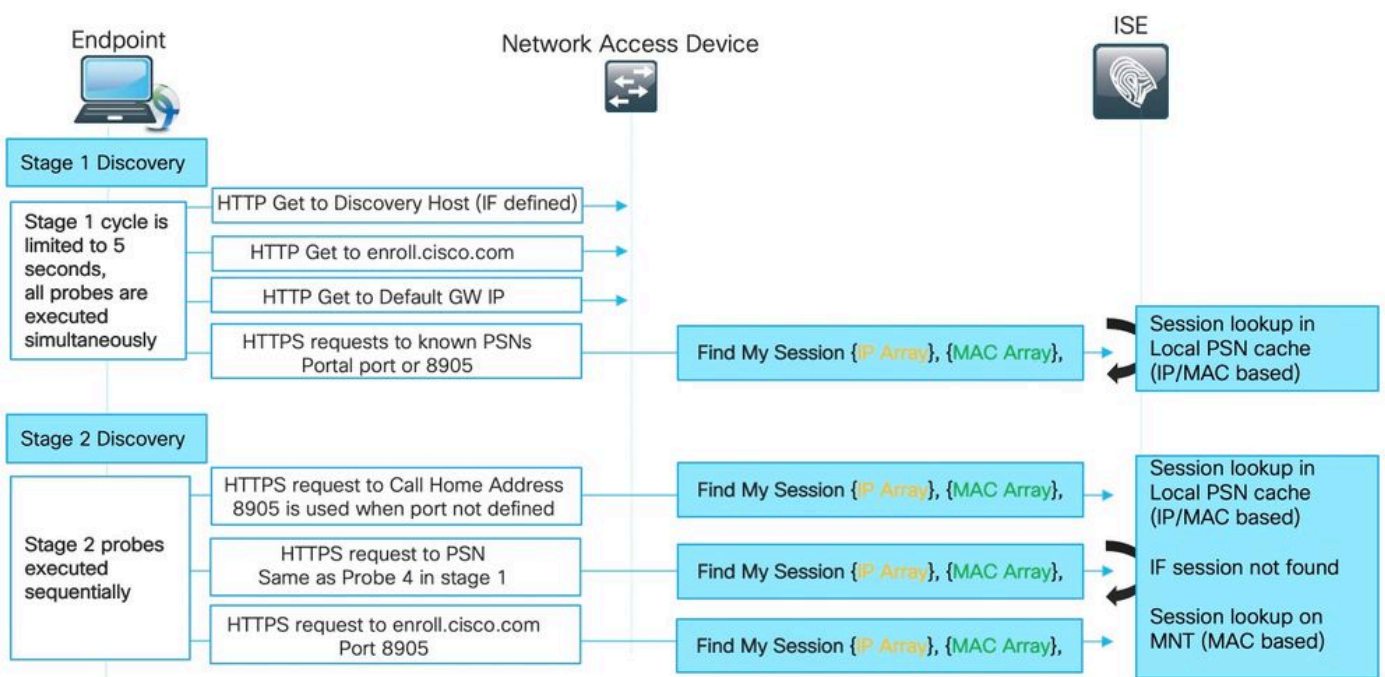 Endpoint
Network Access Device
ISE
Stage 1 Discovery
Stage 1 cycle is
limited to 5
seconds,
all probes are
executed
simultaneously
HTTP Get to Discovery Host (IF defined)
HTTP Get to enroll.cisco.com
HTTP Get to Default GW IP
HTTPS requests to known PSNs
Portal port or 8905
Find My Session {IP Array}, {MAC Array},
Session lookup in
Local PSN cache
(IP/MAC based)
Stage 2 Discovery
Stage 2 probes
executed
sequentially
HTTPS request to Call Home Address
8905 is used when port not defined
Find My Session {IP Array}, {MAC Array},
HTTPS request to PSN
Same as Probe 4 in stage 1
Find My Session {IP Array}, {MAC Array},
HTTPS request to enroll.cisco.com
Port 8905
Find My Session {IP Array}, {MAC Array},
Session lookup in
Local PSN cache
(IP/MAC based)
IF session not found
Session lookup on
MNT (MAC based)